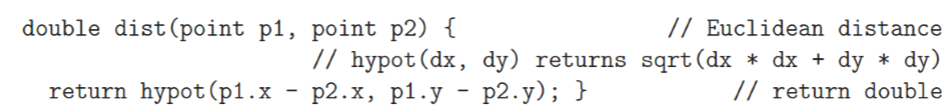 double dist(point p1, point p2) { // Euclidean distance
// hypot(dx, dy) returns sqrt(dx * dx + dy * dy)
return hypot(p1.x - p2.x, p1.y - p2.y); } // return double